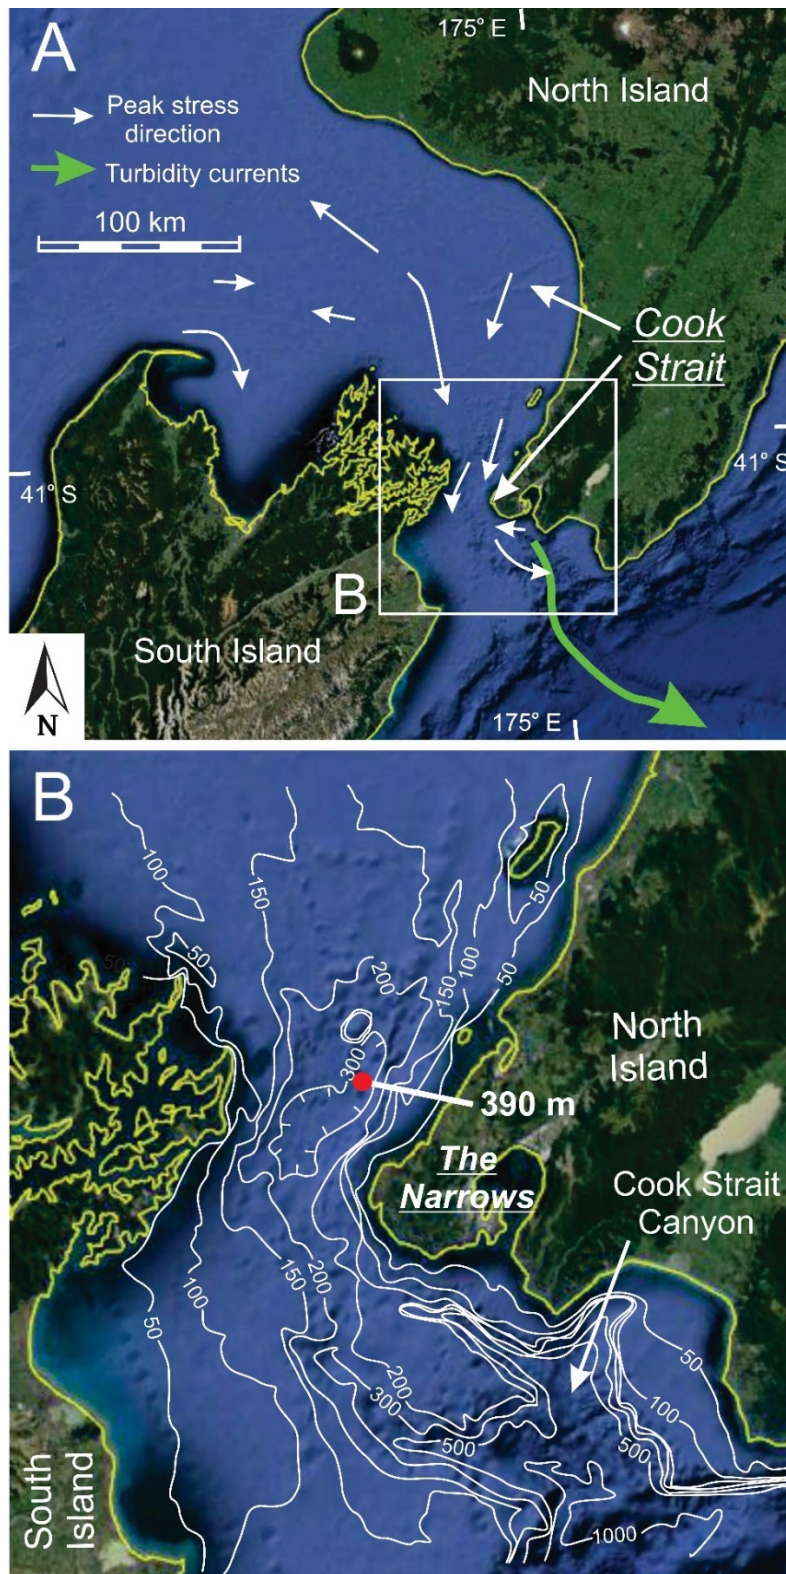 A
175° E
North Island
Peak stress
direction
Turbidity currents
100 km
Cook
Strait
41° S
41° S
B
South Island
N
175° E
B
100
150
50
50
50
200
150
100
50
300
North
Island
390 m
The
Narrows
Cook Strait
Canyon
50
100
150
200
200
300
500
50
100
500
1000
South
Island